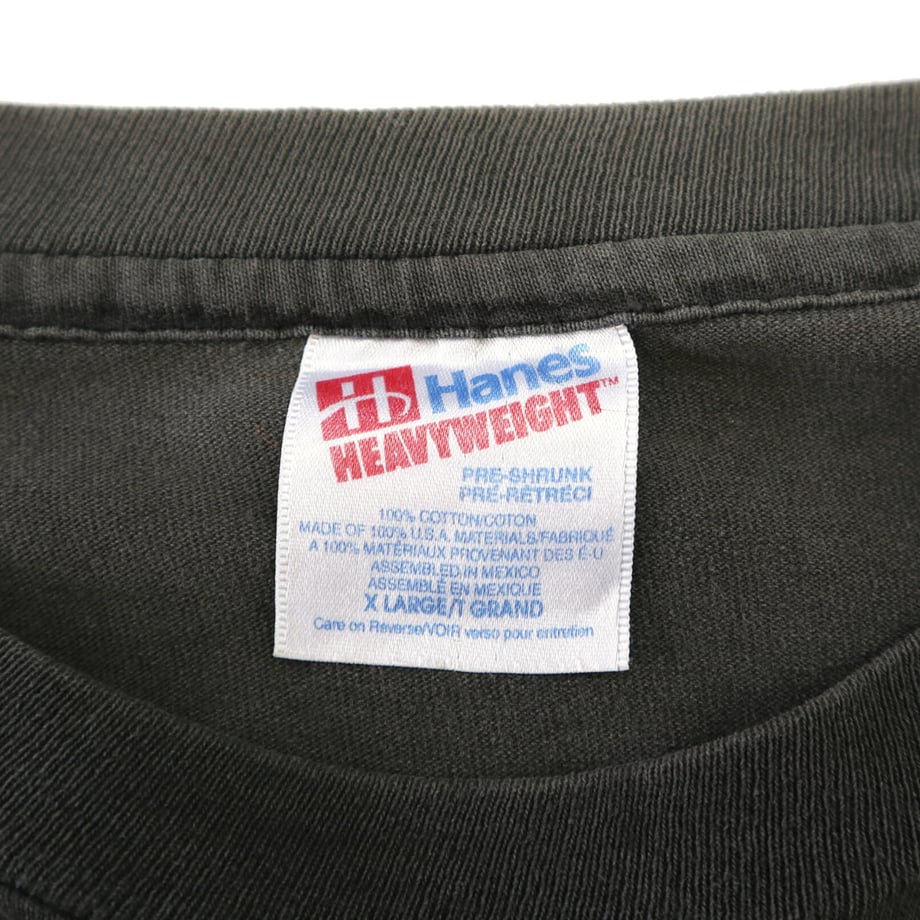 H Hanes
HEAVYWEIGHT™
PRE-SHRUNK
PRÉ-RÉTRÉCI
100% COTTON/COTON
MADE OF 100% U.S.A. MATERIALS/FABRIQUÉ
A 100% MATÉRIAUX PROVENANT DES É-U
ASSEMBLED IN MEXICO
ASSEMBLÉ EN MEXIQUE
X LARGE/T GRAND
Care on Reverse/VOIR verso pour entretien